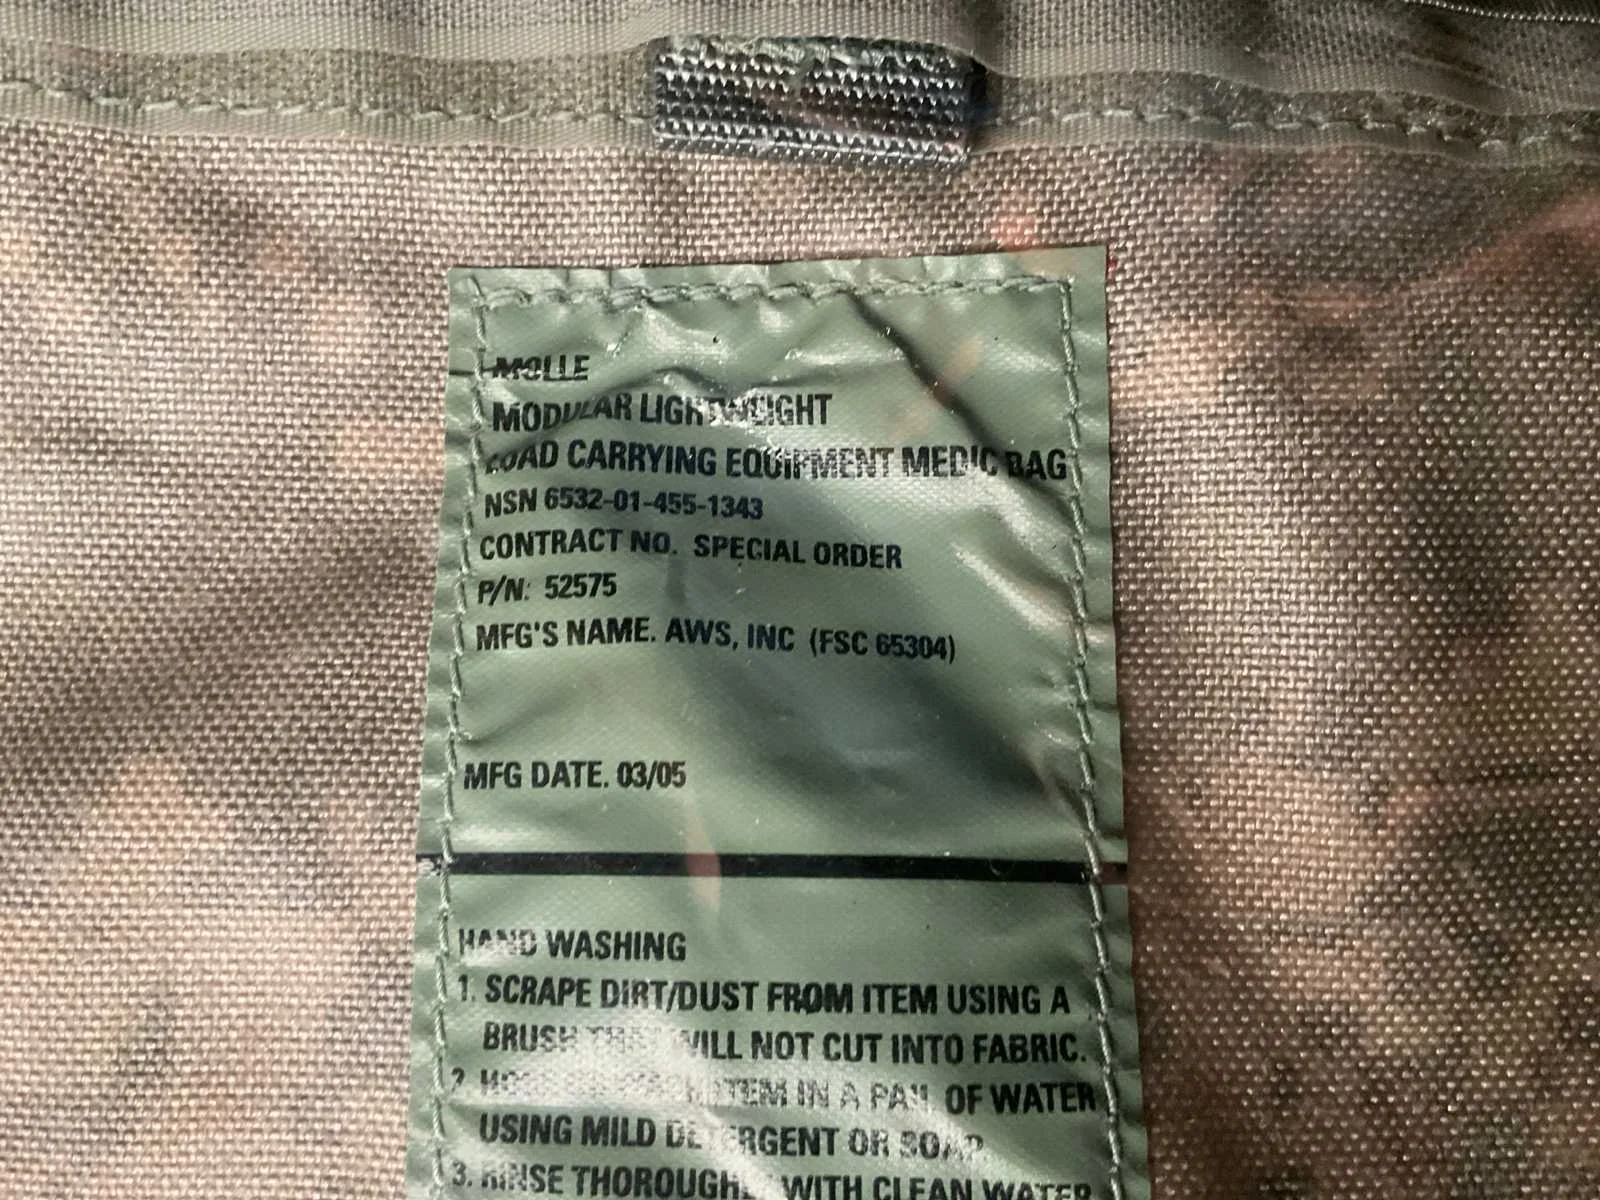 MOLLE
MODULAR LIGHTWEIGHT
LOAD CARRYING EQUIPMENT MEDIC BAG
NSN 6532-01-455-1343
CONTRACT NO. SPECIAL ORDER
P/N: 52575
MFG'S NAME. AWS, INC (FSC 65304)
MFG DATE. 03/05
HAND WASHING
1. SCRAPE DIRT/DUST FROM ITEM USING A
BRUSH THAT WILL NOT CUT INTO FABRIC.
2. ITEM IN A PAIL OF WATER
USING MILD DETERGENT OR SOAP.
3. RINSE THOROUGHLY WITH CLEAN WATER